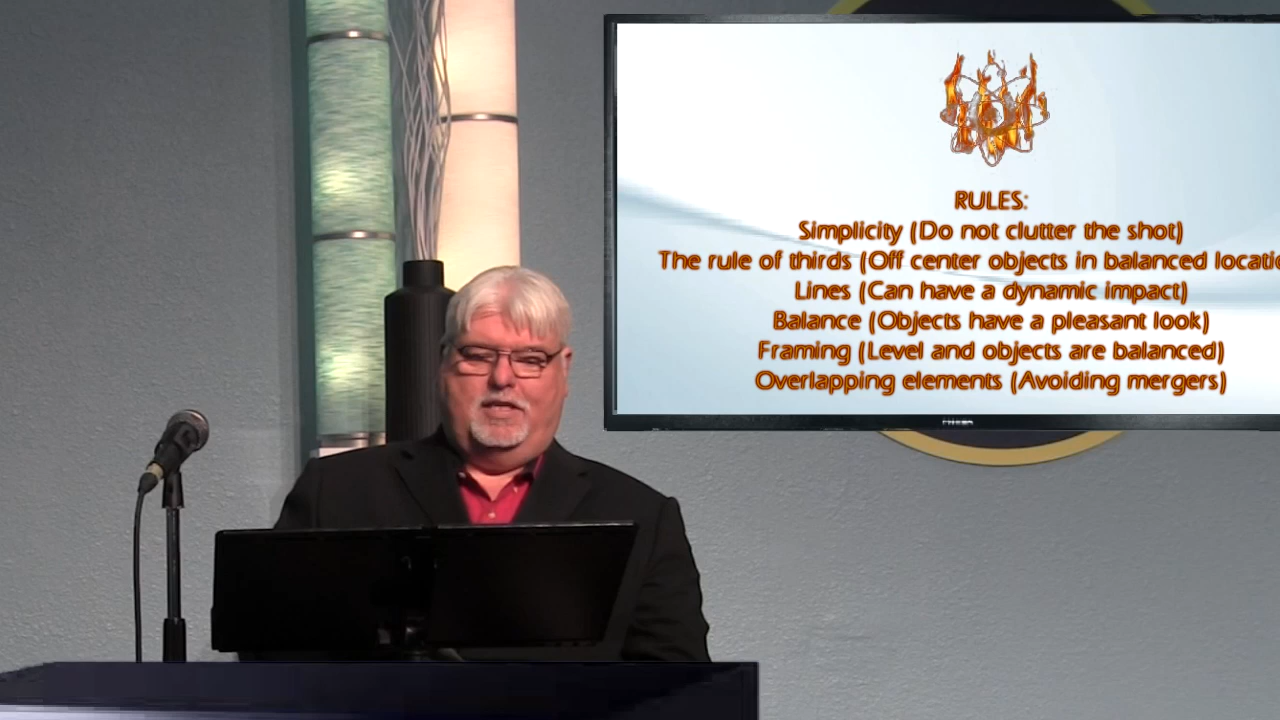 RULES:
Simplicity (Do not clutter the shot)
The rule of thirds (Off center objects in balanced
Lines (Can have a dynamic impact)
Balance (Objects have a pleasant look)
Framing (Level and objects are balanced)
Overlapping elements (Avoiding mergers)